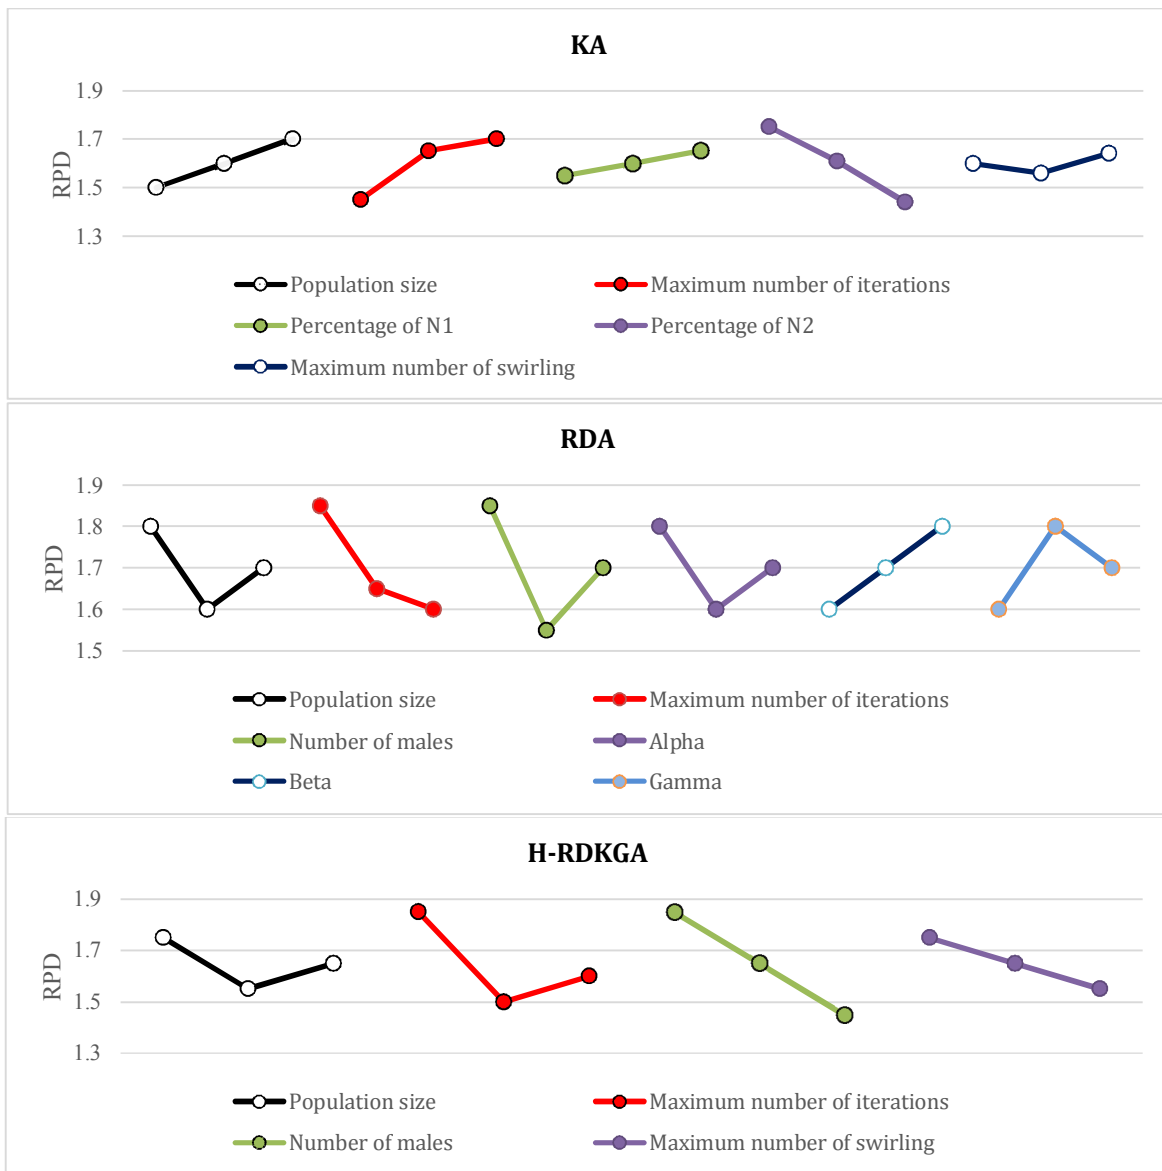 KA
1.9
1.7
1.5
1.3
RPD
Population size
Maximum number of iterations
Percentage of N1
Percentage of N2
Maximum number of swirling
RDA
1.9
1.8
1.7
1.6
1.5
RPD
Population size
Maximum number of iterations
Number of males
Alpha
Beta
Gamma
H-RDKGA
1.9
1.7
1.5
1.3
RPD
Population size
Maximum number of iterations
Number of males
Maximum number of swirling